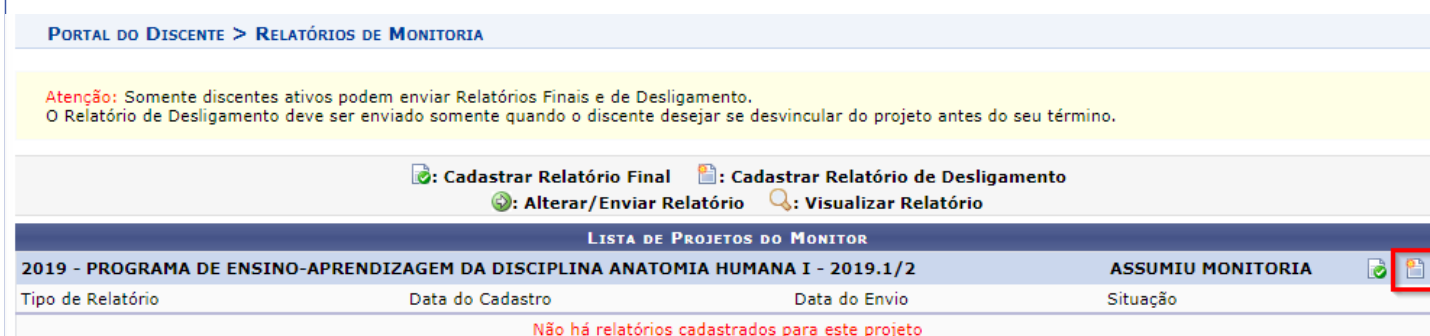 PORTAL DO DISCENTE > RELATÓRIOS DE MONITORIA
Atenção: Somente discentes ativos podem enviar Relatórios Finais e de Desligamento.
O Relatório de Desligamento deve ser enviado somente quando o discente desejar se desvincular do projeto antes do seu término.
: Cadastrar Relatório Final : Cadastrar Relatório de Desligamento
: Alterar/Enviar Relatório : Visualizar Relatório
LISTA DE PROJETOS DO MONITOR
2019 - PROGRAMA DE ENSINO-APRENDIZAGEM DA DISCIPLINA ANATOMIA HUMANA I - 2019.1/2 ASSUMIU MONITORIA
Tipo de Relatório Data do Cadastro Data do Envio Situação
Não há relatórios cadastrados para este projeto